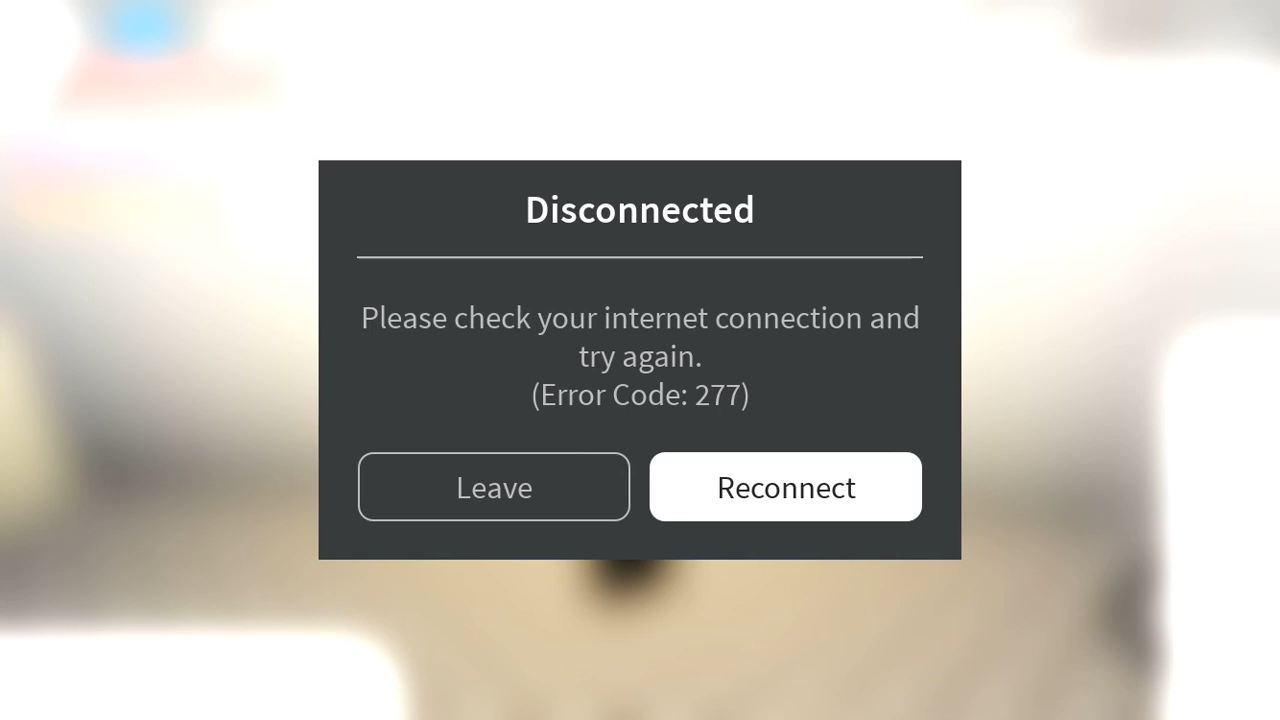 Disconnected
Please check your internet connection and
try again.
(Error Code: 277)
Leave
Reconnect